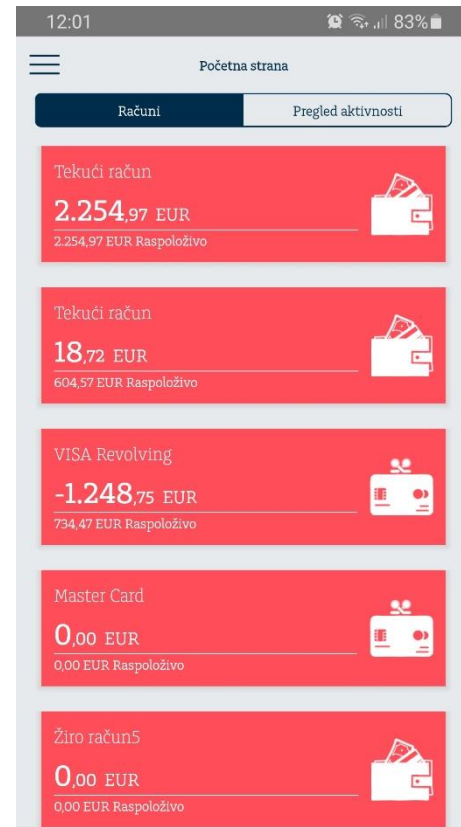 12:01 83%
Početna strana
Računi Pregled aktivnosti
Tekući račun
2.254,97 EUR
2.254,97 EUR Raspoloživo
Tekući račun
18,72 EUR
604,57 EUR Raspoloživo
VISA Revolving
-1.248,75 EUR
734,47 EUR Raspoloživo
Master Card
0,00 EUR
0,00 EUR Raspoloživo
Žiro račun5
0,00 EUR
0,00 EUR Raspoloživo